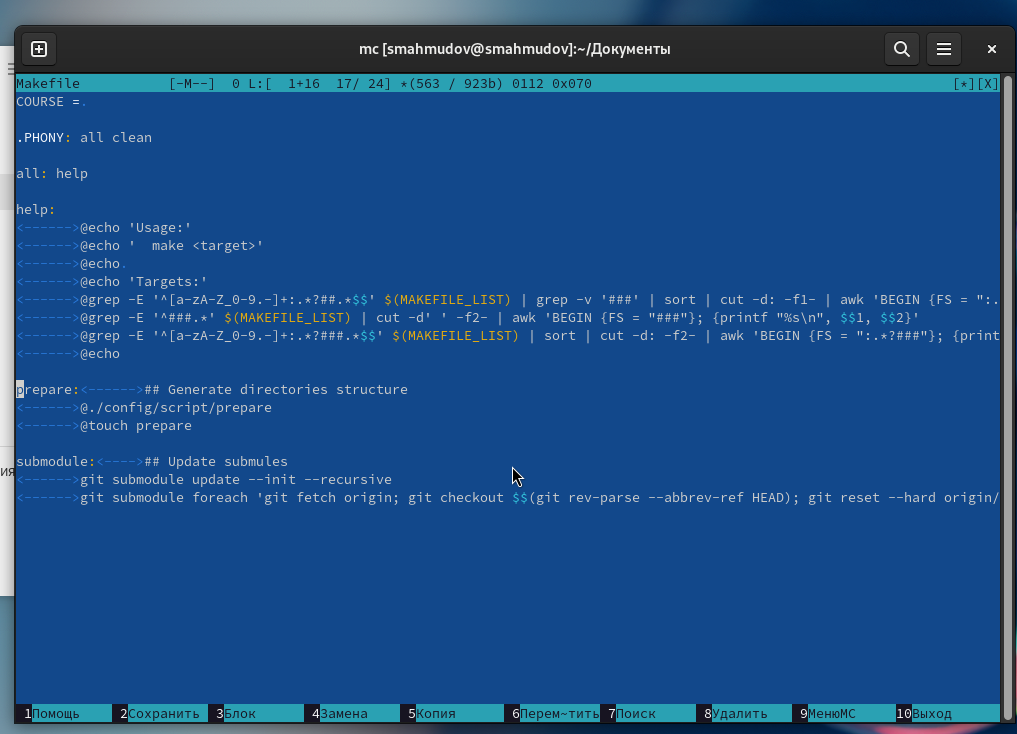 mc [smahmudov@smahmudov]:~/Документы
Makefile [-M--] 0 L:[ 1+16 17/ 24] *(563 / 923b) 0112 0x070 [*][X]
COURSE =.
.PHONY: all clean
all: help
help:
<------>@echo 'Usage:'
<------>@echo '  make <target>'
<------>@echo.
<------>@echo 'Targets:'
<------>@grep -E '^[a-zA-Z_0-9.-]+:.*?##.*$$' $(MAKEFILE_LIST) | grep -v '###' | sort | cut -d: -f1- | awk 'BEGIN {FS = ":.
<------>@grep -E '^###.*' $(MAKEFILE_LIST) | cut -d' ' -f2- | awk 'BEGIN {FS = "###"}; {printf "%s\n", $$1, $$2}'
<------>@grep -E '^[a-zA-Z_0-9.-]+:.*?###.*$$' $(MAKEFILE_LIST) | sort | cut -d: -f2- | awk 'BEGIN {FS = ":.*?###"}; {print
<------>@echo
prepare:<------>## Generate directories structure
<------>@./config/script/prepare
<------>@touch prepare
ия
submodule:<---->## Update submules
<------>git submodule update --init --recursive
<------>git submodule foreach 'git fetch origin; git checkout $$(git rev-parse --abbrev-ref HEAD); git reset --hard origin/
1Помощь 2Сохранить 3Блок 4Замена 5Копия 6Перем~тить 7Поиск 8Удалить 9МенюМС 10Выход